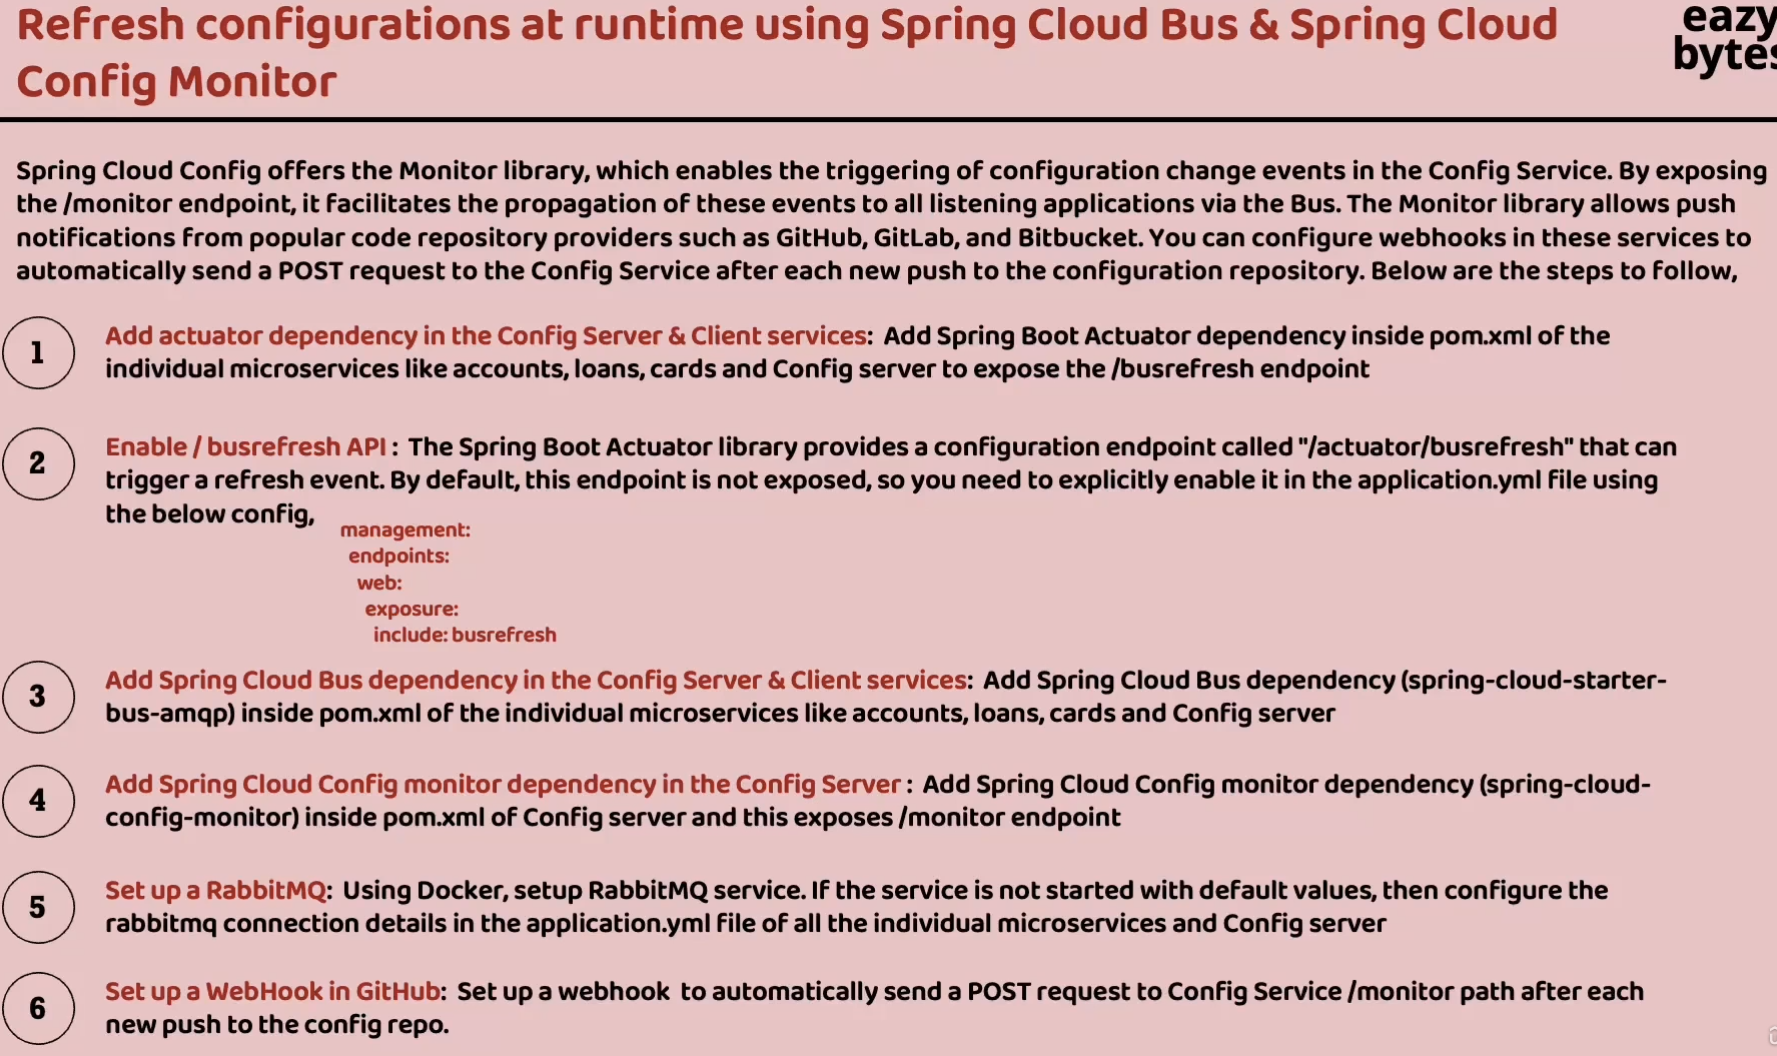 Refresh configurations at runtime using Spring Cloud Bus & Spring Cloud
Config Monitor
eazy
bytes
Spring Cloud Config offers the Monitor library, which enables the triggering of configuration change events in the Config Service. By exposing
the /monitor endpoint, it facilitates the propagation of these events to all listening applications via the Bus. The Monitor library allows push
notifications from popular code repository providers such as GitHub, GitLab, and Bitbucket. You can configure webhooks in these services to
automatically send a POST request to the Config Service after each new push to the configuration repository. Below are the steps to follow,
1
Add actuator dependency in the Config Server & Client services: Add Spring Boot Actuator dependency inside pom.xml of the
individual microservices like accounts, loans, cards and Config server to expose the /busrefresh endpoint
2
Enable / busrefresh API : The Spring Boot Actuator library provides a configuration endpoint called "/actuator/busrefresh" that can
trigger a refresh event. By default, this endpoint is not exposed, so you need to explicitly enable it in the application.yml file using
the below config,
management:
endpoints:
web:
exposure:
include: busrefresh
3
Add Spring Cloud Bus dependency in the Config Server & Client services: Add Spring Cloud Bus dependency (spring-cloud-starter-
bus-amqp) inside pom.xml of the individual microservices like accounts, loans, cards and Config server
4
Add Spring Cloud Config monitor dependency in the Config Server : Add Spring Cloud Config monitor dependency (spring-cloud-
config-monitor) inside pom.xml of Config server and this exposes /monitor endpoint
5
Set up a RabbitMQ: Using Docker, setup RabbitMQ service. If the service is not started with default values, then configure the
rabbitmq connection details in the application.yml file of all the individual microservices and Config server
6
Set up a WebHook in GitHub: Set up a webhook to automatically send a POST request to Config Service /monitor path after each
new push to the config repo.